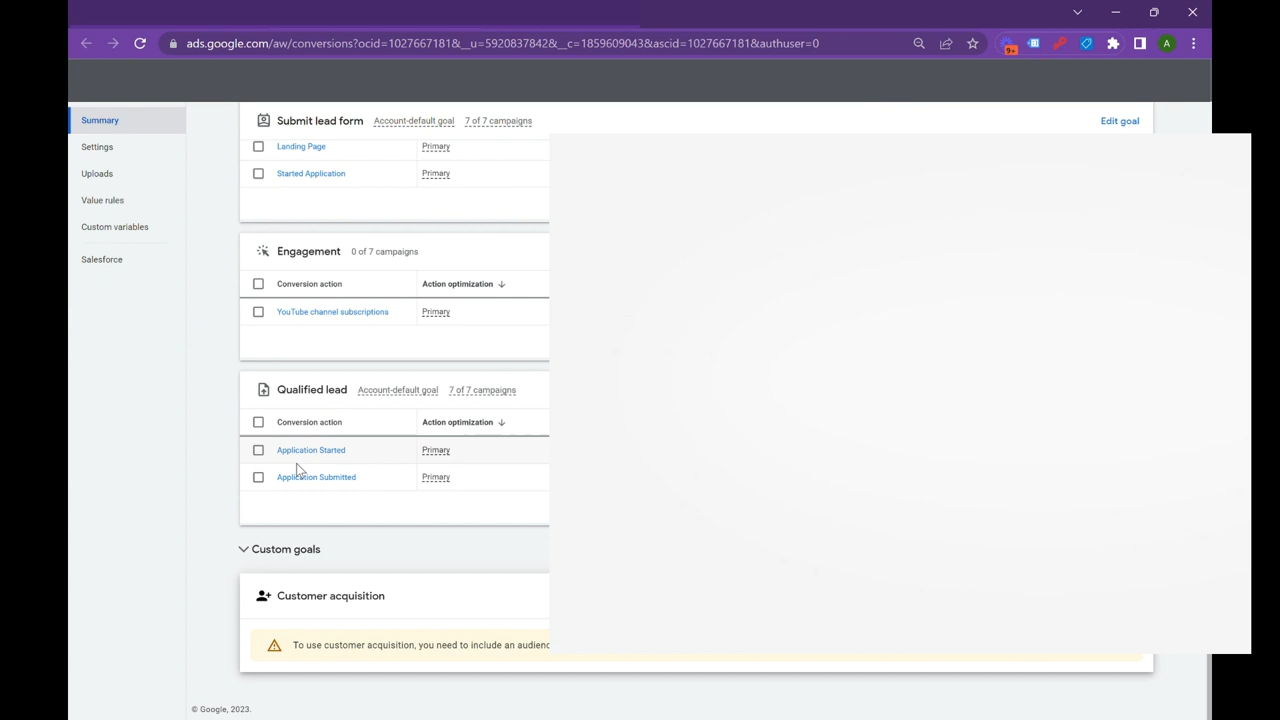 ads.google.com/aw/conversions?ocid=1027667181&__u=5920837842&__c=1859609043&ascid=1027667181&authuser=0
9+
A
Summary
Settings
Uploads
Value rules
Custom variables
Salesforce
Submit lead form Account-default goal 7 of 7 campaigns Edit goal
Landing Page Primary
Started Application Primary
Engagement 0 of 7 campaigns
Conversion action Action optimization
YouTube channel subscriptions Primary
Qualified lead Account-default goal 7 of 7 campaigns
Conversion action Action optimization
Application Started Primary
Application Submitted Primary
Custom goals
Customer acquisition
To use customer acquisition, you need to include an audienc
© Google, 2023.